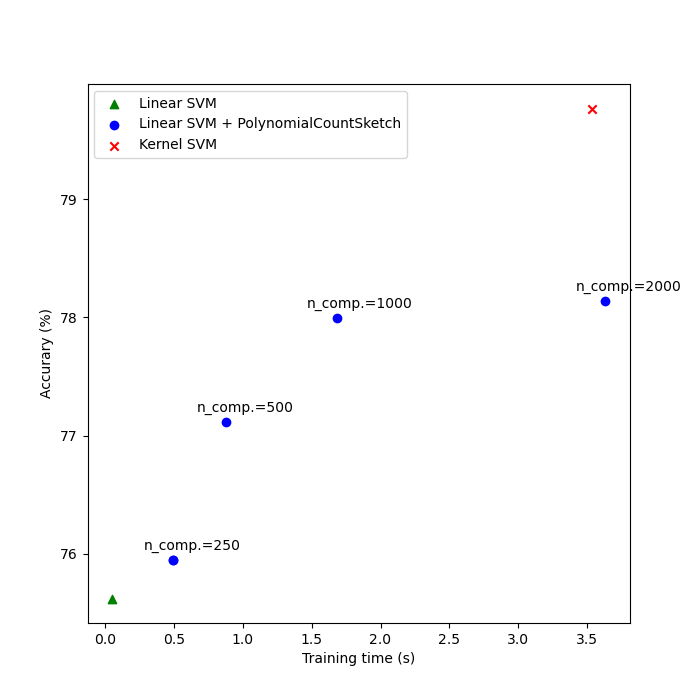 Linear SVM
Linear SVM + PolynomialCountSketch
Kernel SVM
79
n_comp.=2000
n_comp.=1000
78
n_comp.=500
77
n_comp.=250
76
Accurary (%)
0.0 0.5 1.0 1.5 2.0 2.5 3.0 3.5
Training time (s)